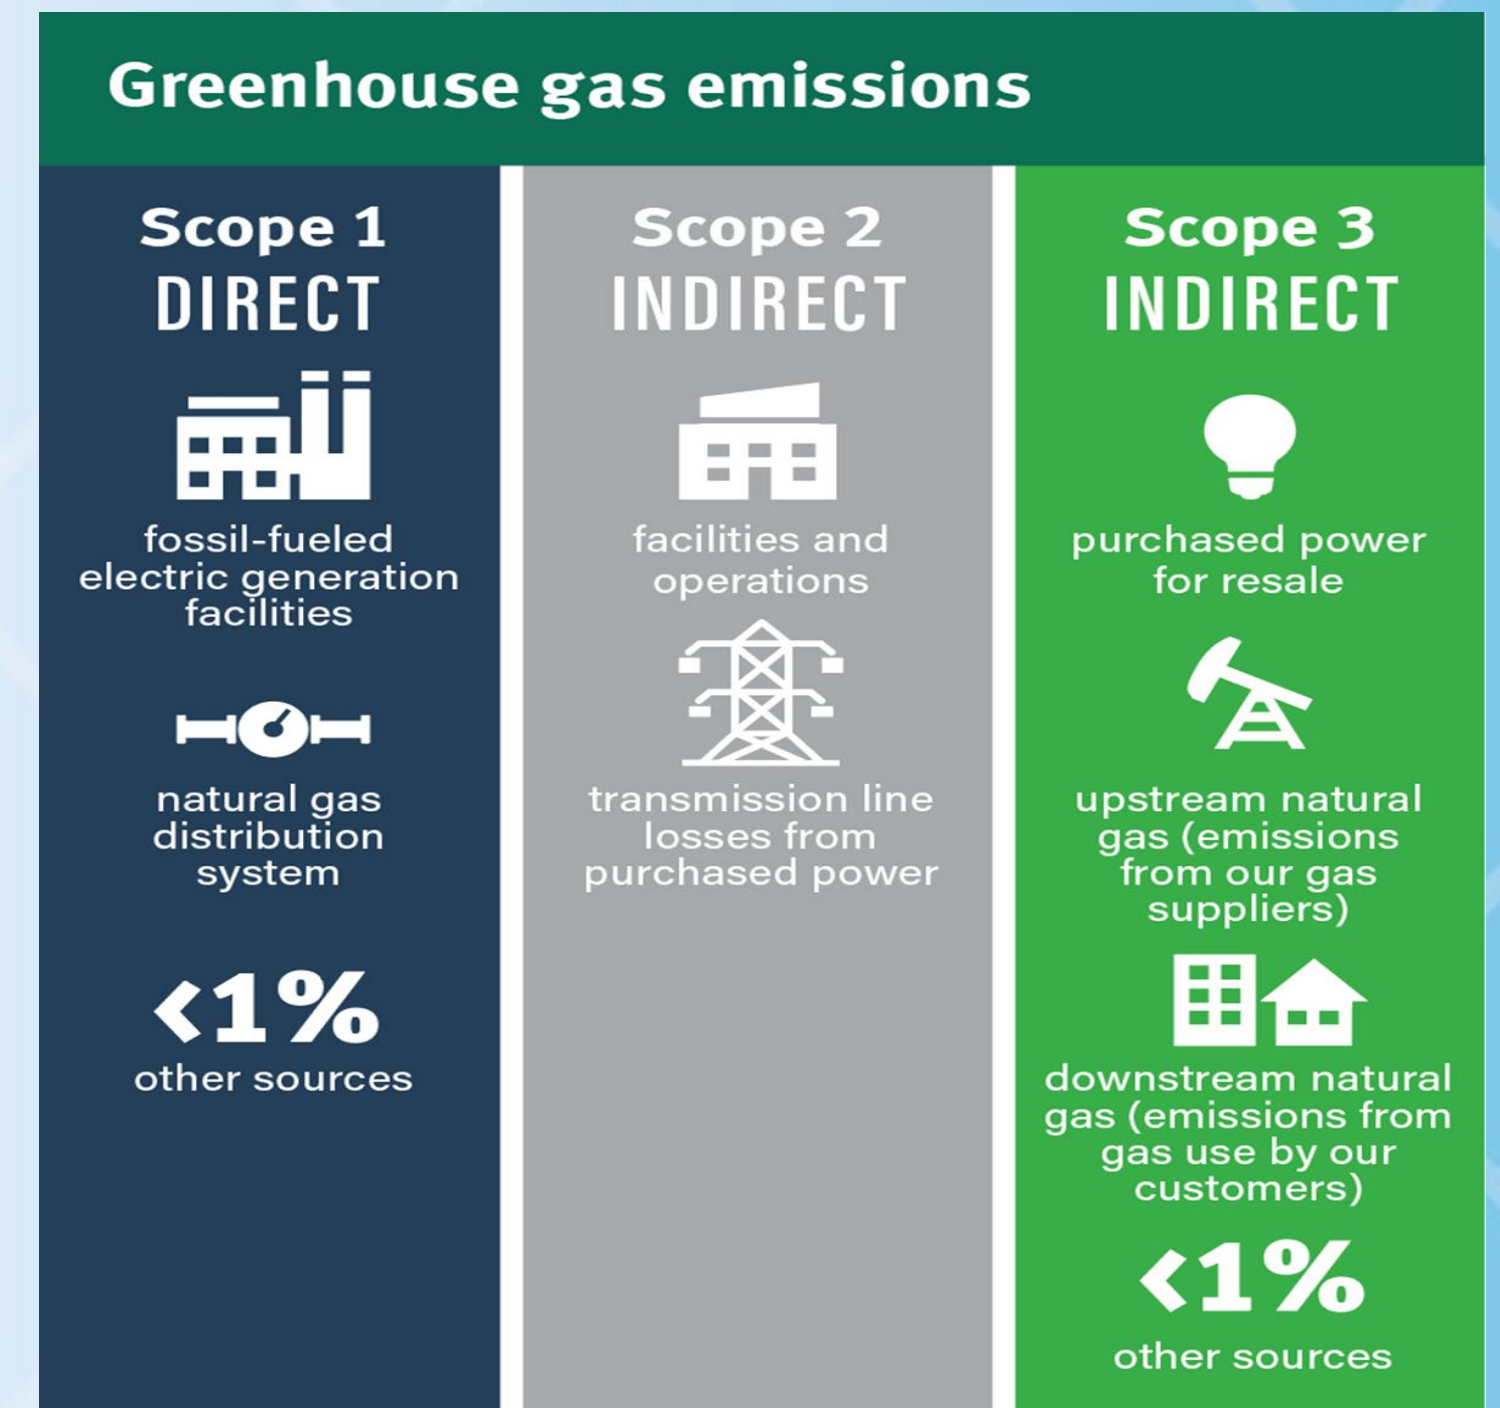 Greenhouse gas emissions
Scope 1
DIRECT
fossil-fueled
electric generation
facilities
natural gas
distribution
system
<1%
other sources
Scope 2
INDIRECT
facilities and
operations
transmission line
losses from
purchased power
Scope 3
INDIRECT
purchased power
for resale
upstream natural
gas (emissions
from our gas
suppliers)
downstream natural
gas (emissions from
gas use by our
customers)
<1%
other sources